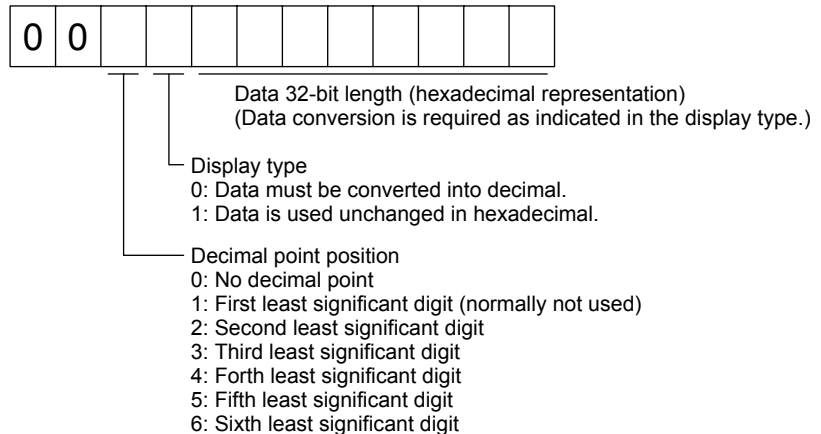 0 0
Data 32-bit length (hexadecimal representation)
(Data conversion is required as indicated in the display type.)
Display type
0: Data must be converted into decimal.
1: Data is used unchanged in hexadecimal.
Decimal point position
0: No decimal point
1: First least significant digit (normally not used)
2: Second least significant digit
3: Third least significant digit
4: Forth least significant digit
5: Fifth least significant digit
6: Sixth least significant digit